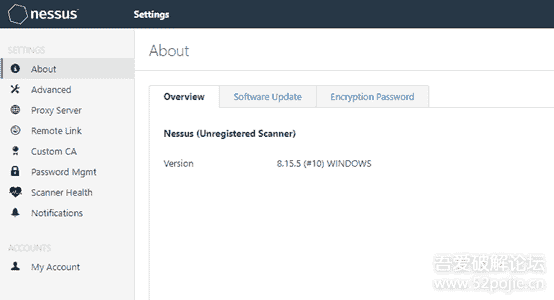 nessus Settings
SETTINGS
About
Advanced
Proxy Server
Remote Link
Custom CA
Password Mgmt
Scanner Health
Notifications
ACCOUNTS
My Account
About
Overview Software Update Encryption Password
Nessus (Unregistered Scanner)
Version 8.15.5 (#10) WINDOWS
吾爱破解论坛
www.52pojie.cn